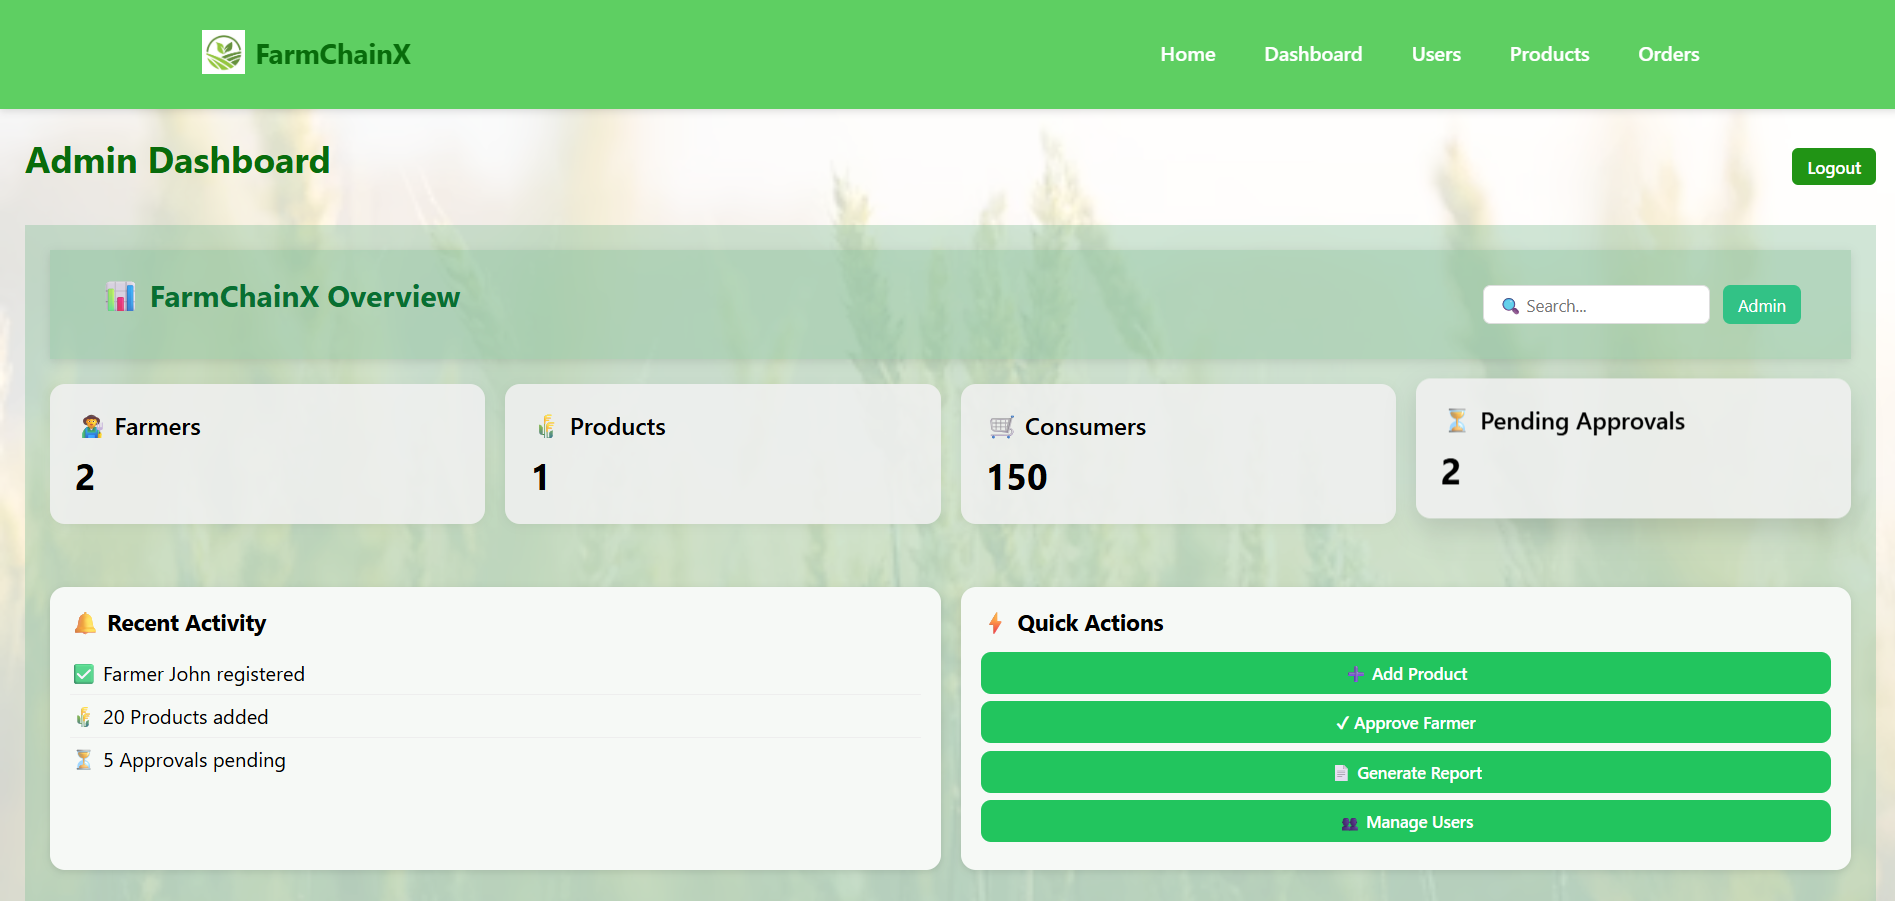 FarmChainX
Home Dashboard Users Products Orders
Admin Dashboard
Logout
📊 FarmChainX Overview
🔍 Search...
Admin
👩‍🌾 Farmers
2
🌾 Products
1
🛒 Consumers
150
⏳ Pending Approvals
2
🔔 Recent Activity
✅ Farmer John registered
🌾 20 Products added
⏳ 5 Approvals pending
⚡ Quick Actions
➕ Add Product
✓ Approve Farmer
📄 Generate Report
👥 Manage Users